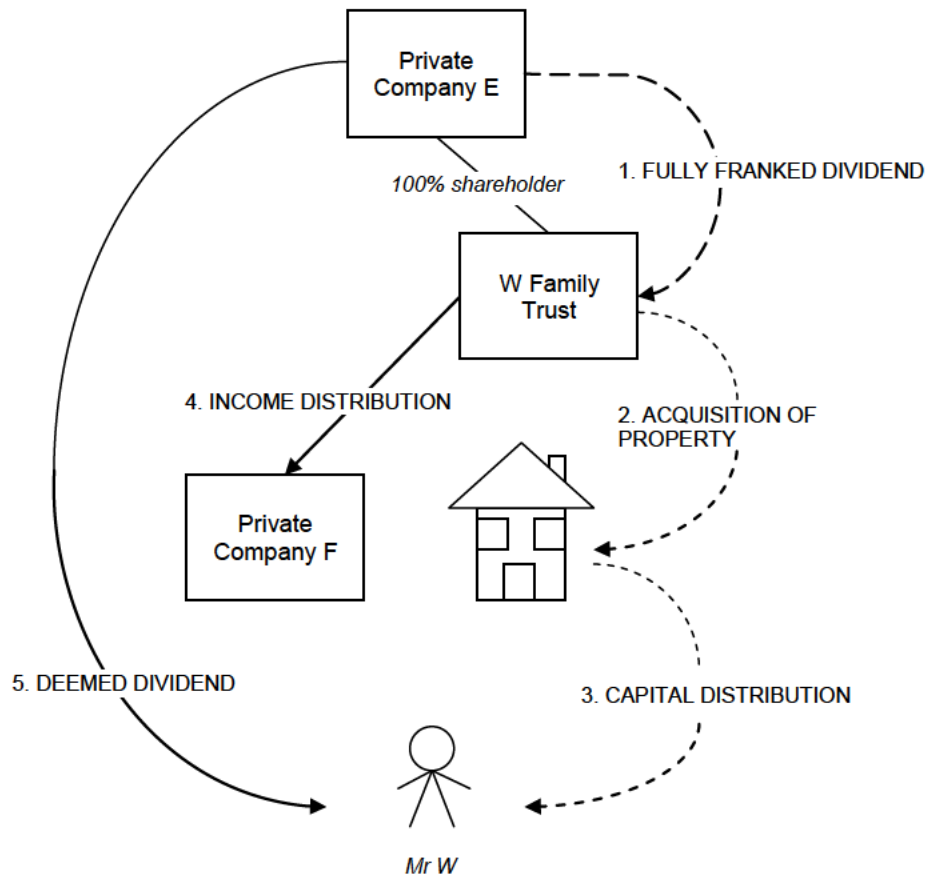 Private
Company E
100% shareholder
1. FULLY FRANKED DIVIDEND
W Family
Trust
4. INCOME DISTRIBUTION
2. ACQUISITION OF
PROPERTY
Private
Company F
5. DEEMED DIVIDEND
3. CAPITAL DISTRIBUTION
Mr W